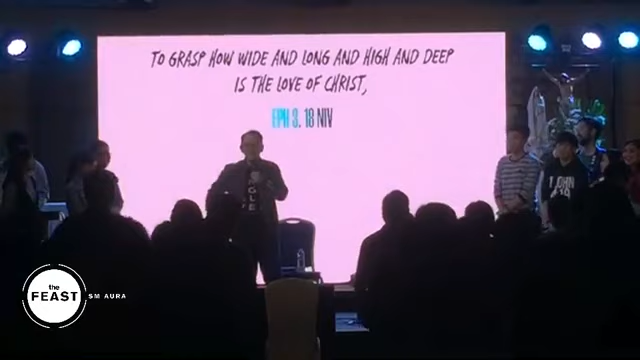 TO GRASP HOW WIDE AND LONG AND HIGH AND DEEP
IS THE LOVE OF CHRIST,
EPH 3. 18 NIV
the
FEAST
SM AURA